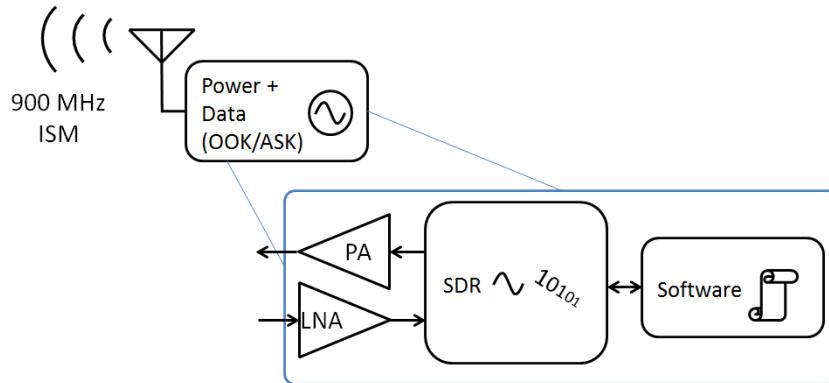 900 MHz
ISM
Power +
Data
(OOK/ASK)
PA
LNA
SDR
10101
Software